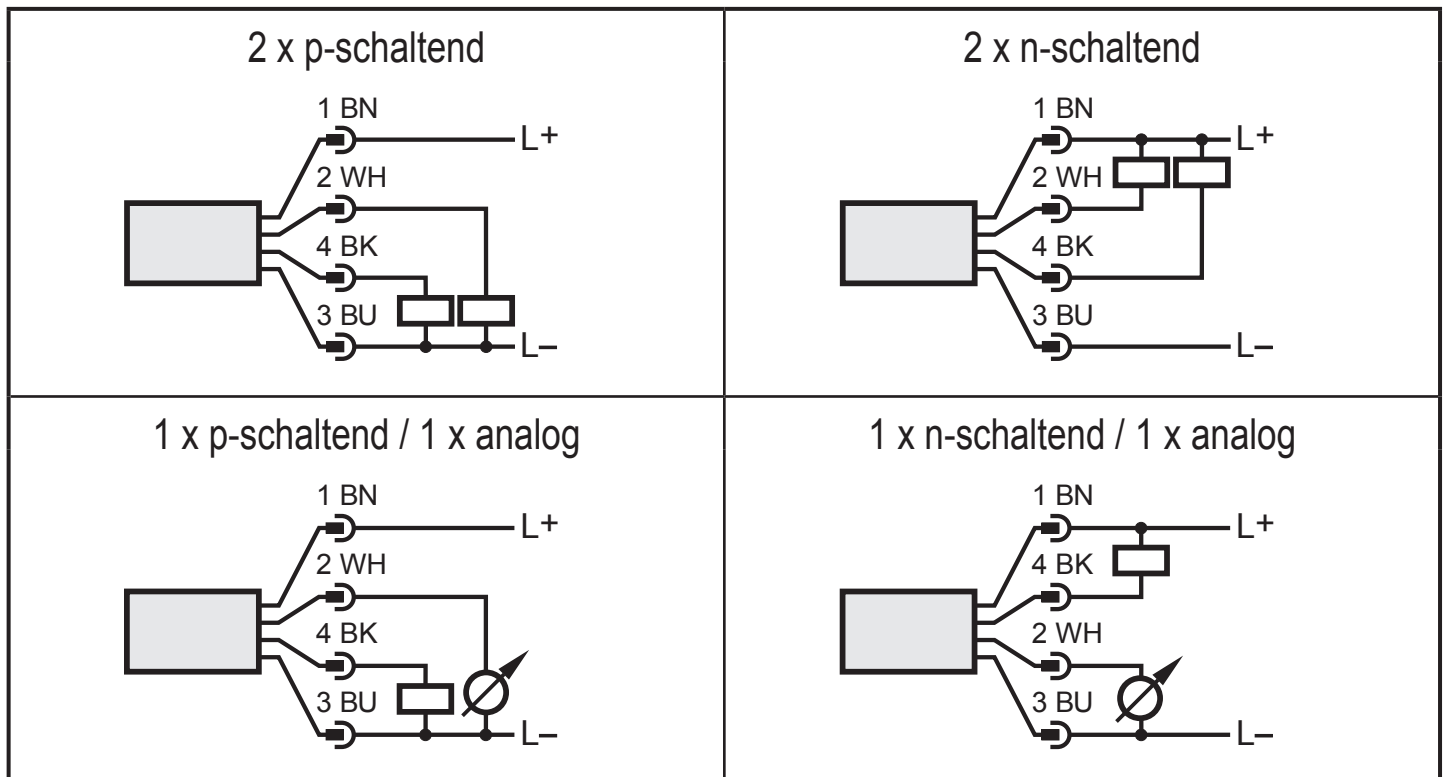 2 x p-schaltend
1 BN
L+
2 WH
4 BK
3 BU
L–
2 x n-schaltend
1 BN
L+
2 WH
4 BK
3 BU
L–
1 x p-schaltend / 1 x analog
1 BN
L+
2 WH
4 BK
3 BU
L–
1 x n-schaltend / 1 x analog
1 BN
L+
4 BK
2 WH
3 BU
L–